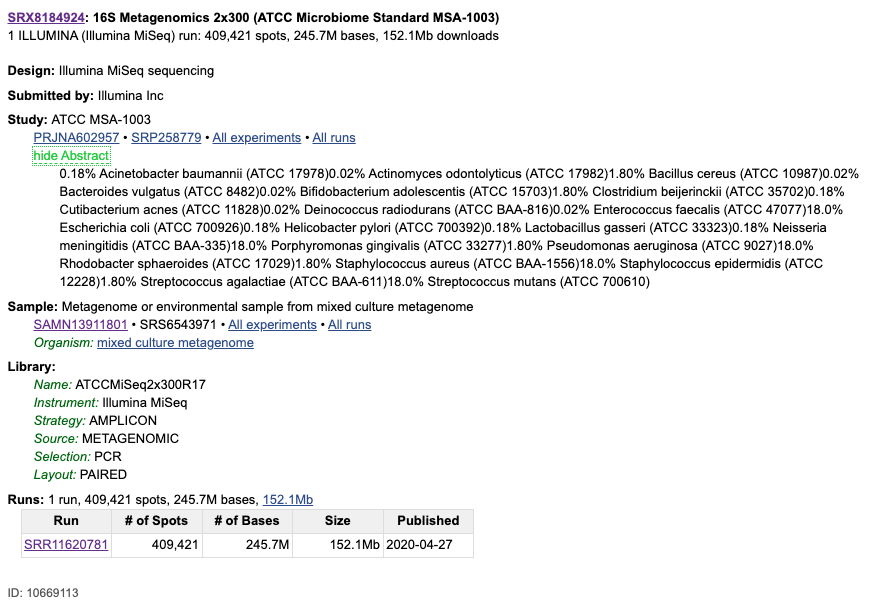 SRX8184924: 16S Metagenomics 2x300 (ATCC Microbiome Standard MSA-1003)
1 ILLUMINA (Illumina MiSeq) run: 409,421 spots, 245.7M bases, 152.1Mb downloads
Design: Illumina MiSeq sequencing
Submitted by: Illumina Inc
Study: ATCC MSA-1003
PRJNA602957 • SRP258779 • All experiments • All runs
hide Abstract
0.18% Acinetobacter baumannii (ATCC 17978)0.02% Actinomyces odontolyticus (ATCC 17982)1.80% Bacillus cereus (ATCC 10987)0.02%
Bacteroides vulgatus (ATCC 8482)0.02% Bifidobacterium adolescentis (ATCC 15703)1.80% Clostridium beijerinckii (ATCC 35702)0.18%
Cutibacterium acnes (ATCC 11828)0.02% Deinococcus radiodurans (ATCC BAA-816)0.02% Enterococcus faecalis (ATCC 47077)18.0%
Escherichia coli (ATCC 700926)0.18% Helicobacter pylori (ATCC 700392)0.18% Lactobacillus gasseri (ATCC 33323)0.18% Neisseria
meningitidis (ATCC BAA-335)18.0% Porphyromonas gingivalis (ATCC 33277)1.80% Pseudomonas aeruginosa (ATCC 9027)18.0%
Rhodobacter sphaeroides (ATCC 17029)1.80% Staphylococcus aureus (ATCC BAA-1556)18.0% Staphylococcus epidermidis (ATCC
12228)1.80% Streptococcus agalactiae (ATCC BAA-611)18.0% Streptococcus mutans (ATCC 700610)
Sample: Metagenome or environmental sample from mixed culture metagenome
SAMN13911801 • SRS6543971 • All experiments • All runs
Organism: mixed culture metagenome
Library:
Name: ATCCMiSeq2x300R17
Instrument: Illumina MiSeq
Strategy: AMPLICON
Source: METAGENOMIC
Selection: PCR
Layout: PAIRED
Runs: 1 run, 409,421 spots, 245.7M bases, 152.1Mb
Run # of Spots # of Bases Size Published
SRR11620781 409,421 245.7M 152.1Mb 2020-04-27
ID: 10669113